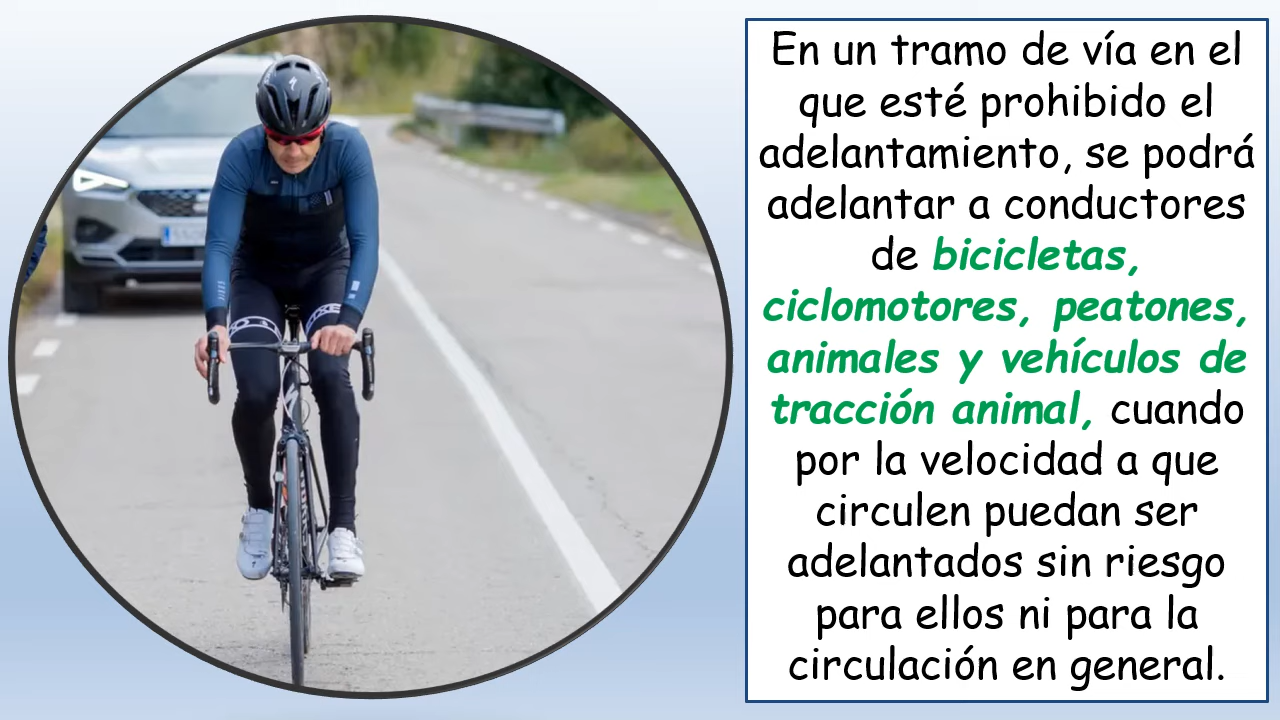 En un tramo de vía en el
que esté prohibido el
adelantamiento, se podrá
adelantar a conductores
de bicicletas,
ciclomotores, peatones,
animales y vehículos de
tracción animal, cuando
por la velocidad a que
circulen puedan ser
adelantados sin riesgo
para ellos ni para la
circulación en general.